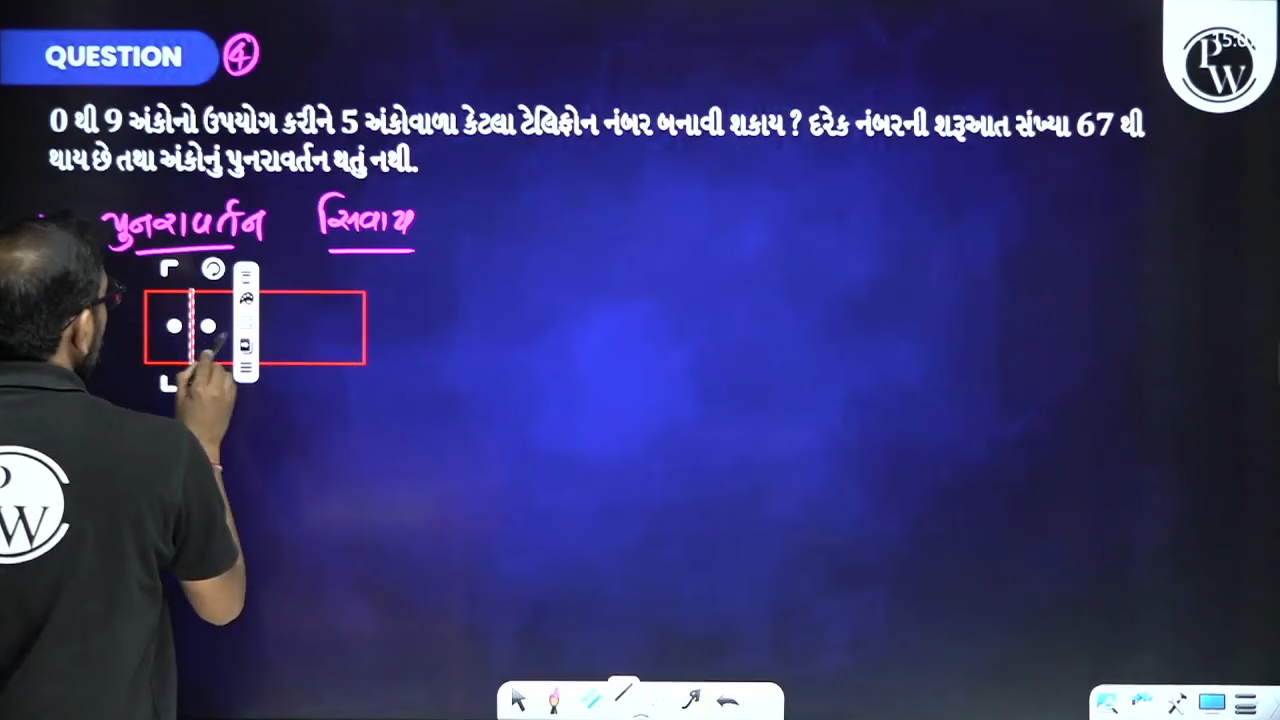 QUESTION ④
0 થી 9 અંકોનો ઉપયોગ કરીને 5 અંકોવાળા કેટલા ટેલિફોન નંબર બનાવી શકાય ? દરેક નંબરની શરૂઆત સંખ્યા 67 થી
થાય છે તથા અંકોનું પુનરાવર્તન થતું નથી.
પુનરાવર્તન સિવાય
PW
PW